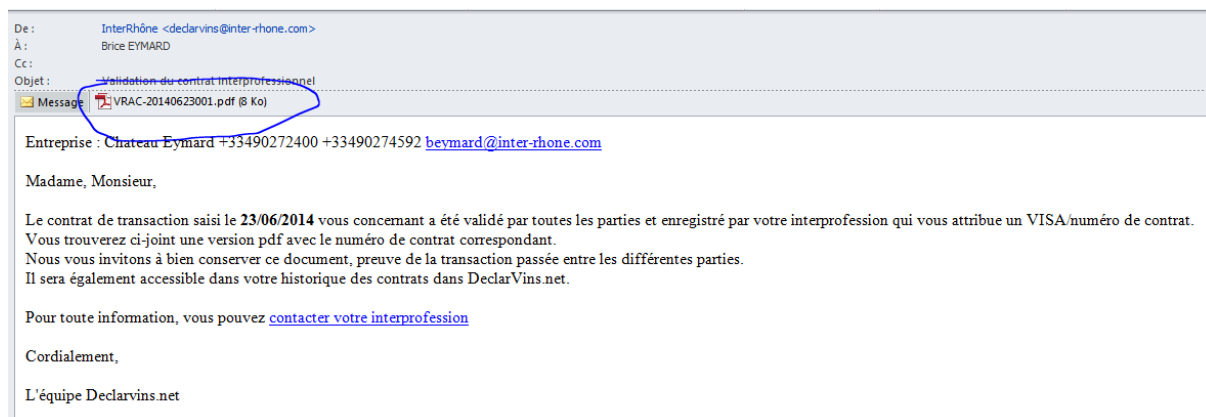 De : InterRhône <declarvins@inter-rhone.com>
À : Brice EYMARD
Cc :
Objet : Validation du contrat interprofessionnel
Message VRAC-20140623001.pdf (8 Ko)
Entreprise : Chateau Eymard +33490272400 +33490274592 beymard@inter-rhone.com
Madame, Monsieur,
Le contrat de transaction saisi le 23/06/2014 vous concernant a été validé par toutes les parties et enregistré par votre interprofession qui vous attribue un VISA/numéro de contrat.
Vous trouverez ci-joint une version pdf avec le numéro de contrat correspondant.
Nous vous invitons à bien conserver ce document, preuve de la transaction passée entre les différentes parties.
Il sera également accessible dans votre historique des contrats dans DeclarVins.net.
Pour toute information, vous pouvez contacter votre interprofession
Cordialement,
L'équipe Declarvins.net